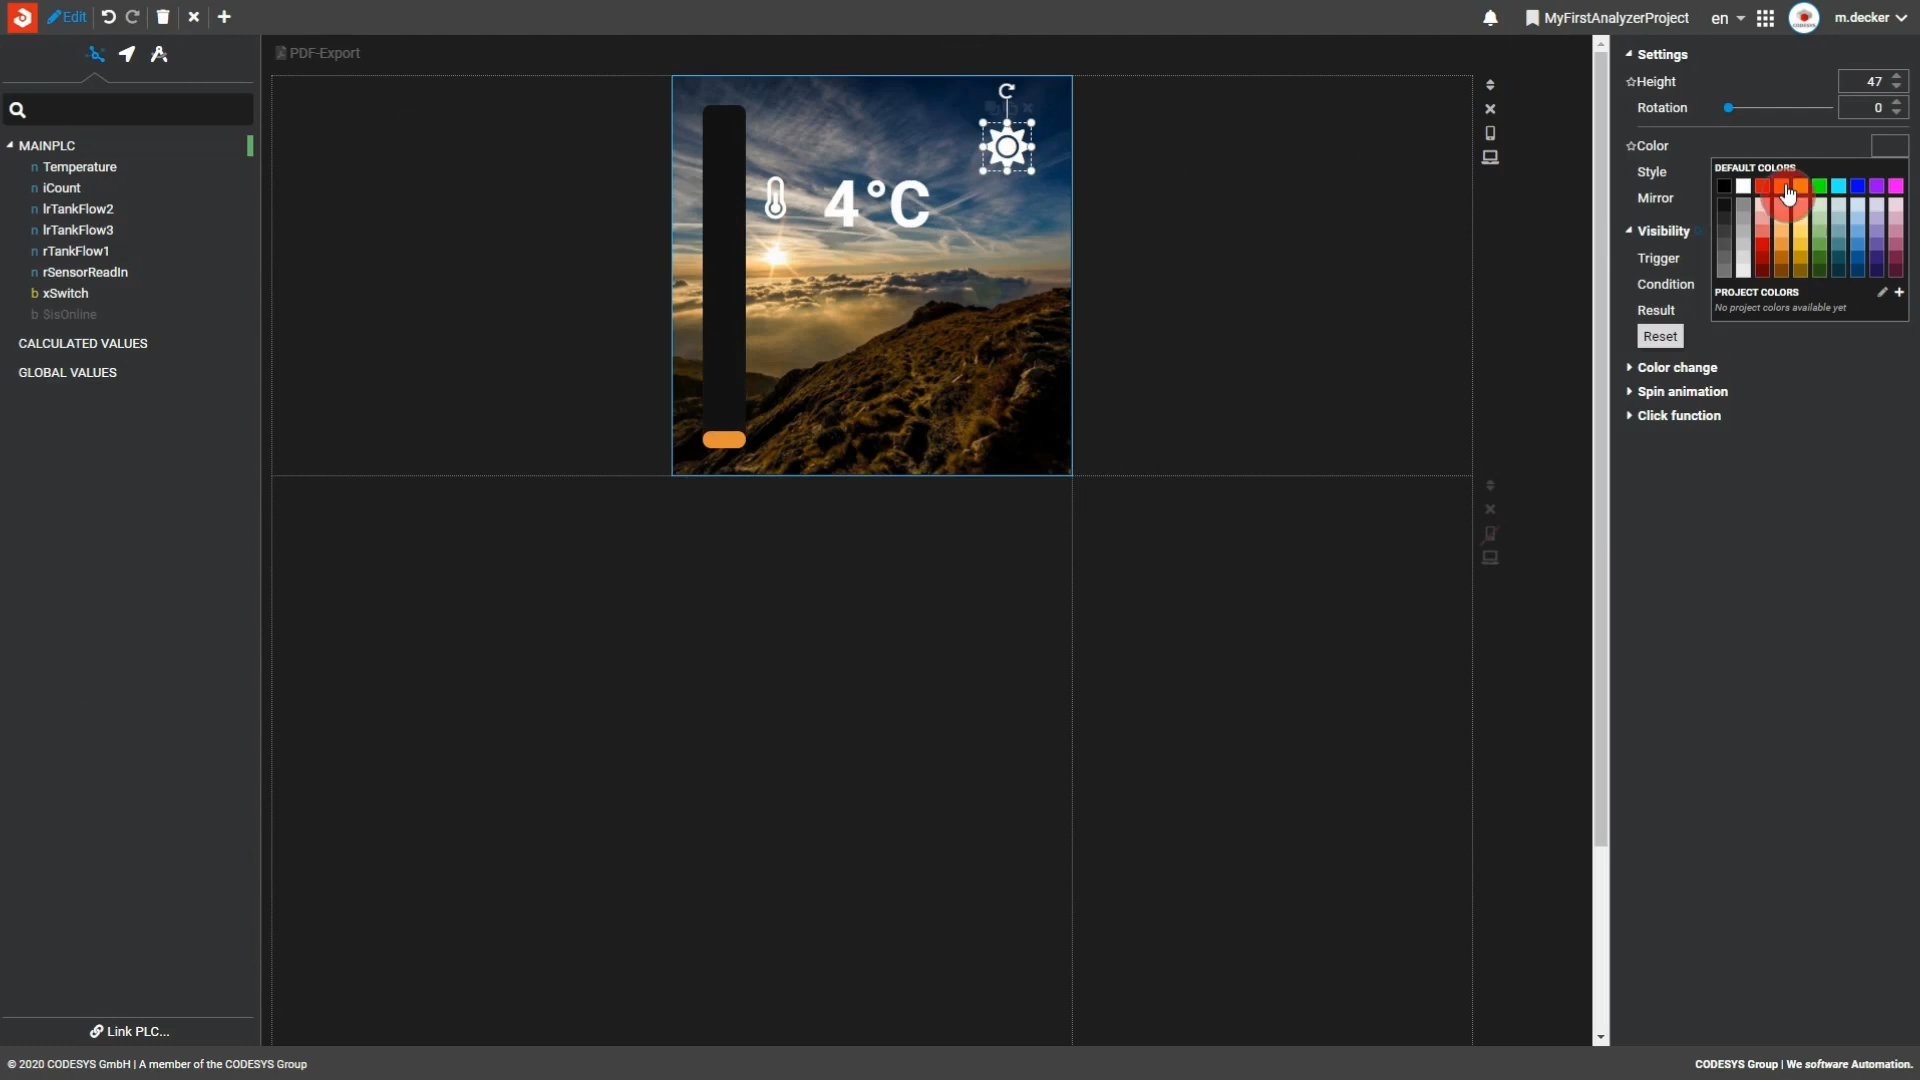 Edit
MyFirstAnalyzerProject
en
m.decker
PDF-Export
MAINPLC
n Temperature
n iCount
n lrTankFlow2
n lrTankFlow3
n rTankFlow1
n rSensorReadIn
b xSwitch
b $isOnline
CALCULATED VALUES
GLOBAL VALUES
4°C
Settings
Height 47
Rotation 0
Color
Style
Mirror
DEFAULT COLORS
PROJECT COLORS
No project colors available yet
Visibility
Trigger
Condition
Result
Reset
Color change
Spin animation
Click function
Link PLC...
© 2020 CODESYS GmbH | A member of the CODESYS Group
CODESYS Group | We software Automation.